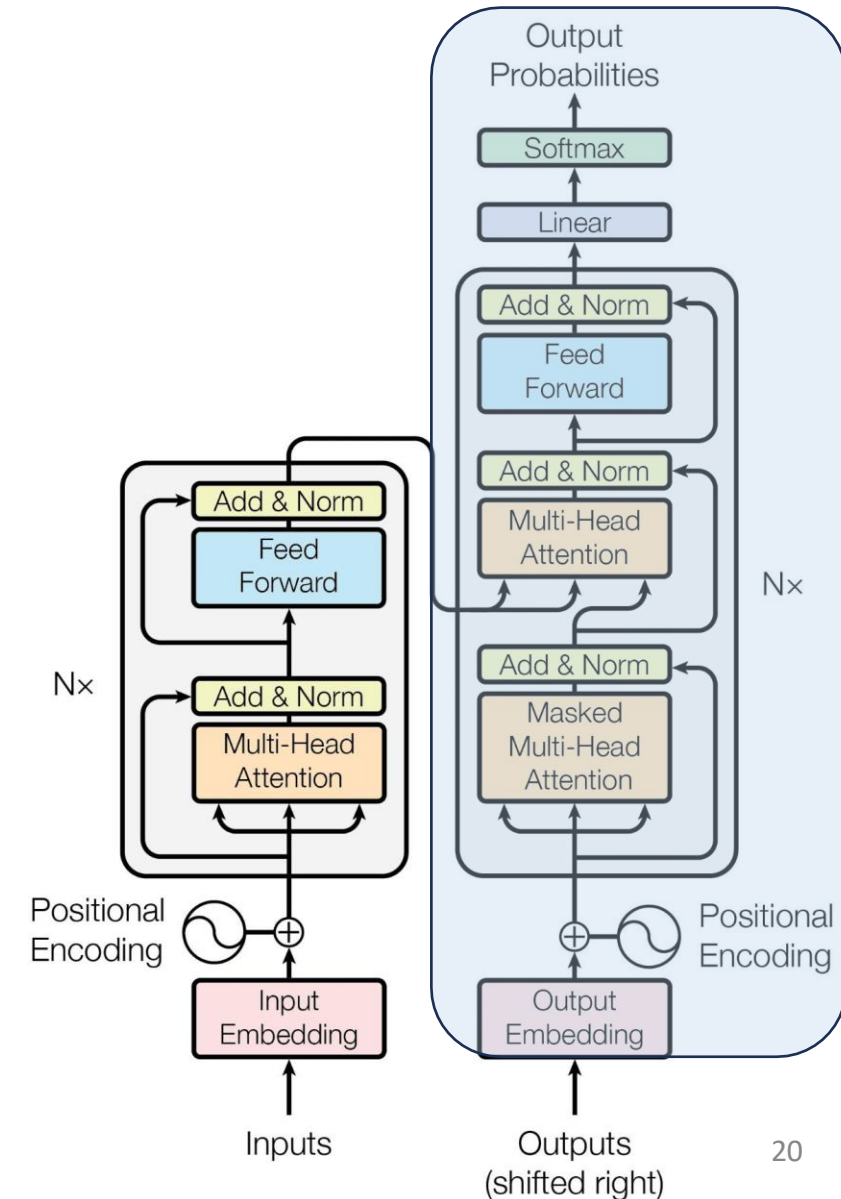 Output
Probabilities
Softmax
Linear
Add & Norm
Feed
Forward
Add & Norm
Multi-Head
Attention
Add & Norm
Masked
Multi-Head
Attention
N×
Positional
Encoding
Output
Embedding
Outputs
(shifted right)
Add & Norm
Feed
Forward
Add & Norm
Multi-Head
Attention
N×
Positional
Encoding
Input
Embedding
Inputs
20